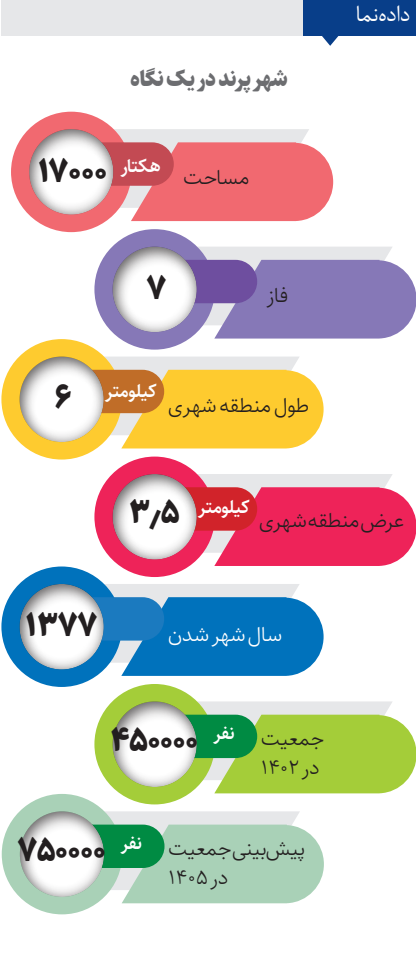 داده‌نما
شهر پرند در یک نگاه
مساحت
هکتار
۱۷۰۰۰
فاز
۷
طول منطقه شهری
کیلومتر
۶
عرض منطقه شهری
کیلومتر
۳٫۵
سال شهر شدن
۱۳۷۷
جمعیت
در ۱۴۰۲
نفر
۴۵۰۰۰۰
پیش‌بینی جمعیت
در ۱۴۰۵
نفر
۷۵۰۰۰۰